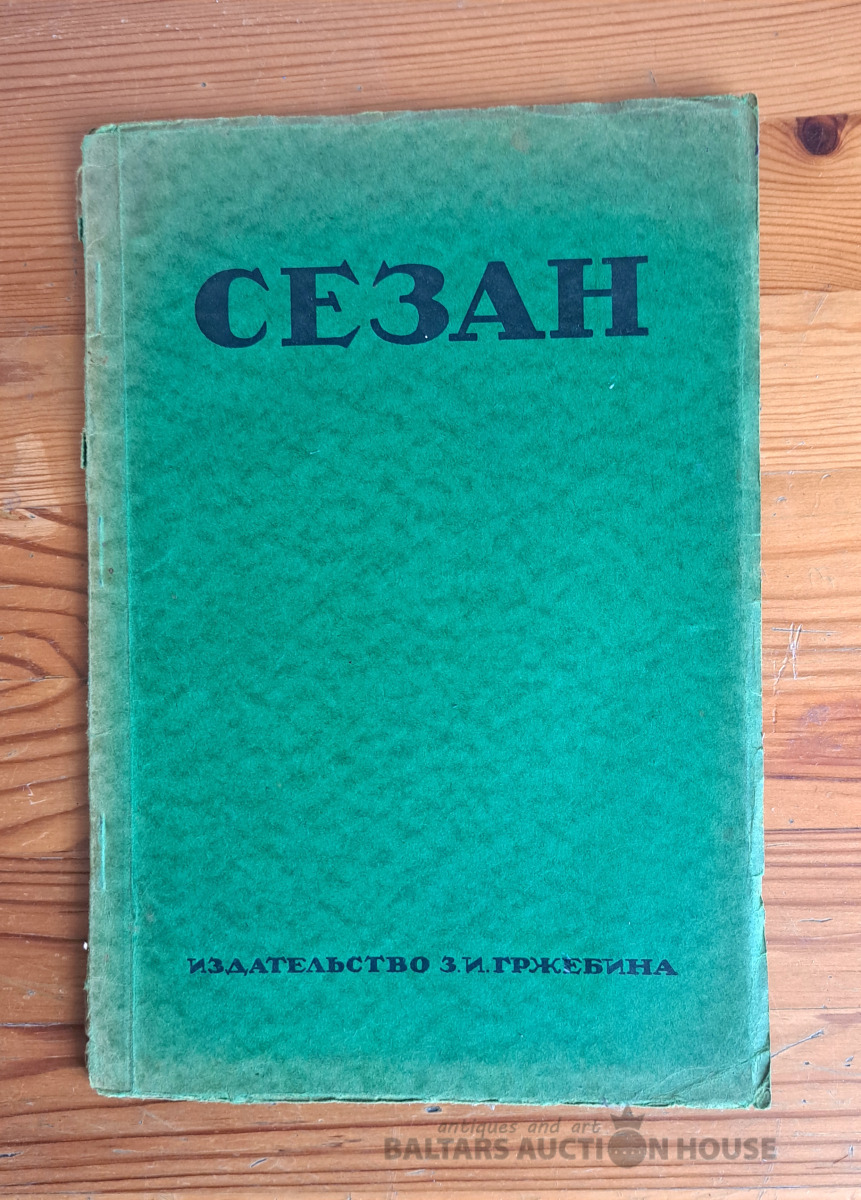 СЕЗАН
ИЗДАТЕЛЬСТВО З.И.ГРЖЕБИНА
antiques and art
BALTARS AUCTION HOUSE